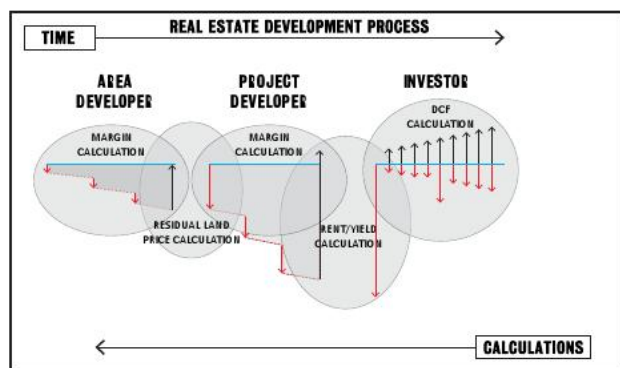 REAL ESTATE DEVELOPMENT PROCESS
TIME
AREA
DEVELOPER
PROJECT
DEVELOPER
INVESTOR
MARGIN
CALCULATION
MARGIN
CALCULATION
DCF
CALCULATION
RESIDUAL LAND
PRICE CALCULATION
RENT/YIELD
CALCULATION
CALCULATIONS